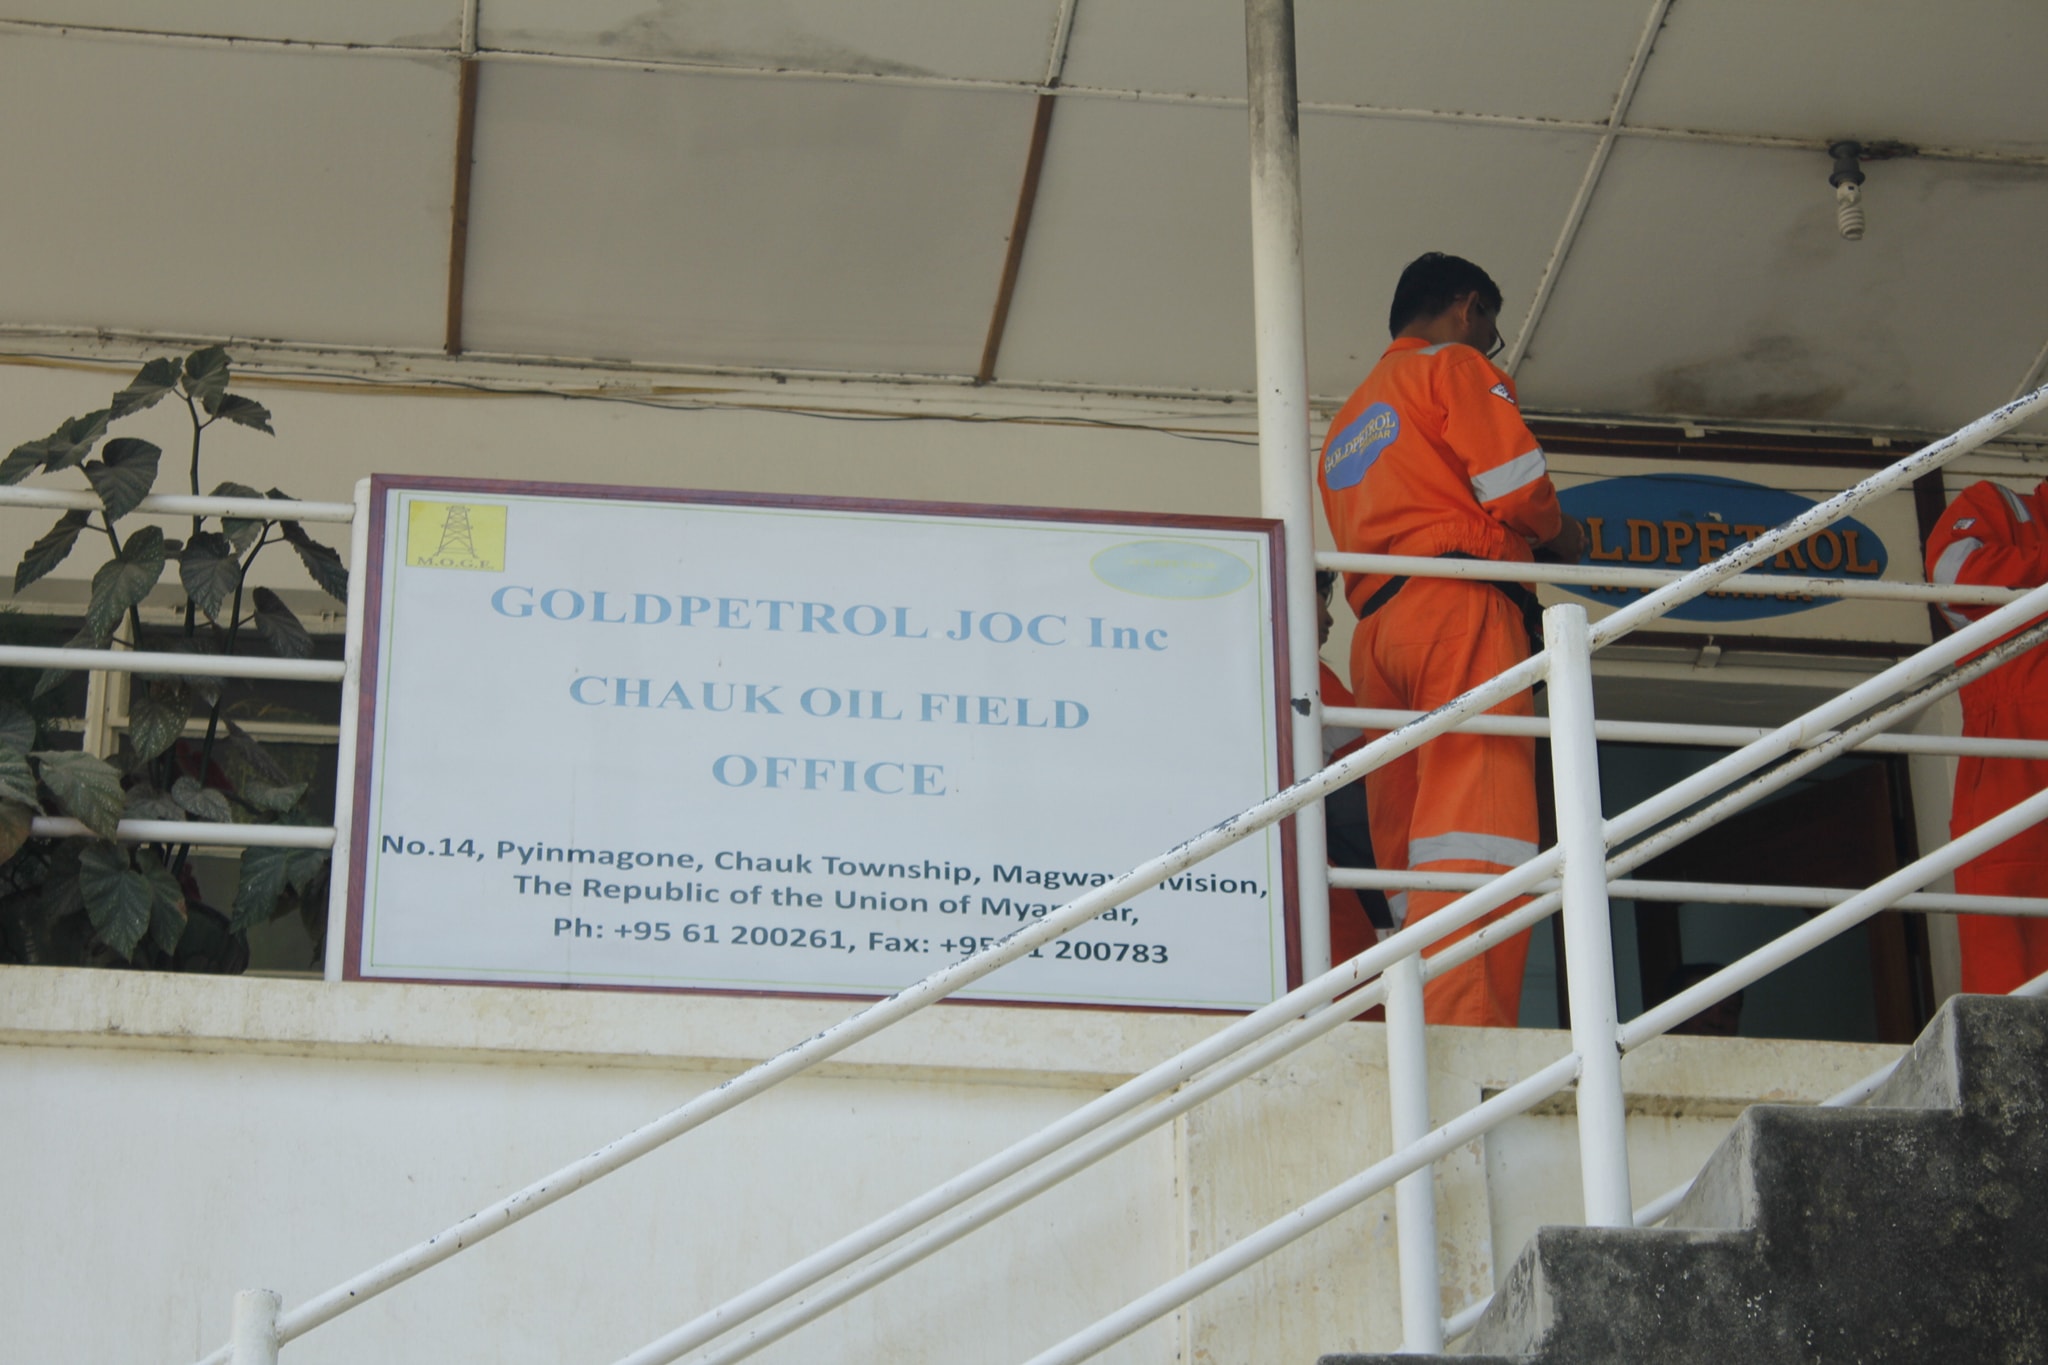 M.O.G.E.
GOLDPETROL JOC Inc
CHAUK OIL FIELD
OFFICE
No.14, Pyinmagone, Chauk Township,
The Republic of the Union of
Ph: +95 61 200261, Fax: 200783
GOLDPETROL
LDPETROL